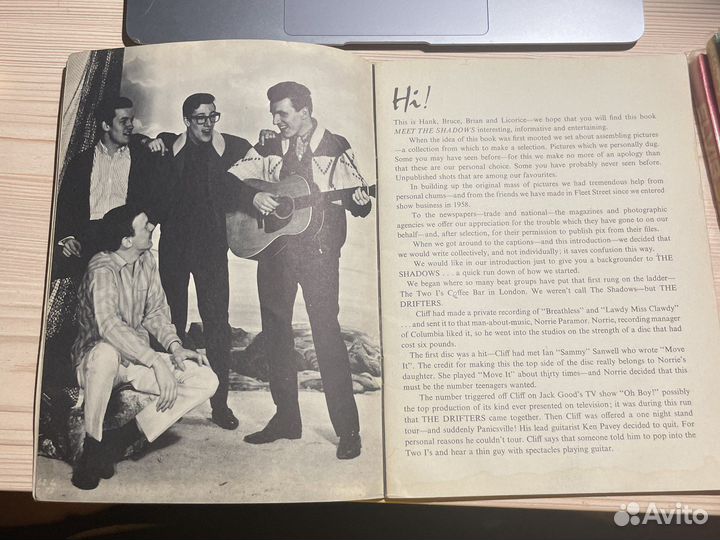 Hi!
This is Hank, Bruce, Brian and Licorice—we hope that you will find this book
MEET THE SHADOWS interesting, informative and entertaining.
When the idea of this book was first mooted we set about assembling pictures
—a collection from which to make a selection. Pictures which we personally dug.
Some you may have seen before—for this we make no more of an apology than
that these are our personal choice. Some you have probably never seen before.
Unpublished shots that are among our favourites.
In building up the original mass of pictures we had tremendous help from
personal chums—and from the friends we have made in Fleet Street since we entered
show business in 1958.
To the newspapers—trade and national—the magazines and photographic
agencies we offer our appreciation for the trouble which they have gone to on our
behalf—and, after selection, for their permission to publish pix from their files.
When we got around to the captions—and this introduction—we decided that
we would write collectively, and not individually; it saves confusion this way.
We would like in our introduction just to give you a backgrounder to THE
SHADOWS . . . a quick run down of how we started.
We began where so many beat groups have put that first rung on the ladder—
The Two I's Coffee Bar in London. We weren't call The Shadows—but THE
DRIFTERS.
Cliff had made a private recording of "Breathless" and "Lawdy Miss Clawdy"
. . . and sent it to that man-about-music, Norrie Paramor. Norrie, recording manager
of Columbia liked it, so he went into the studios on the strength of a disc that had
cost six pounds.
The first disc was a hit—Cliff had met Ian "Sammy" Sanwell who wrote "Move
It". The credit for making this the top side of the disc really belongs to Norrie's
daughter. She played "Move It" about thirty times—and Norrie decided that this
must be the number teenagers wanted.
The number triggered off Cliff on Jack Good's TV show "Oh Boy!" possibly
the top production of its kind ever presented on television; it was during this run
that THE DRIFTERS came together. Then Cliff was offered a one night stand
tour—and suddenly Panicsville! His lead guitarist Ken Pavey decided to quit. For
personal reasons he couldn't tour. Cliff says that someone told him to pop into the
Two I's and hear a thin guy with spectacles playing guitar.
Avito